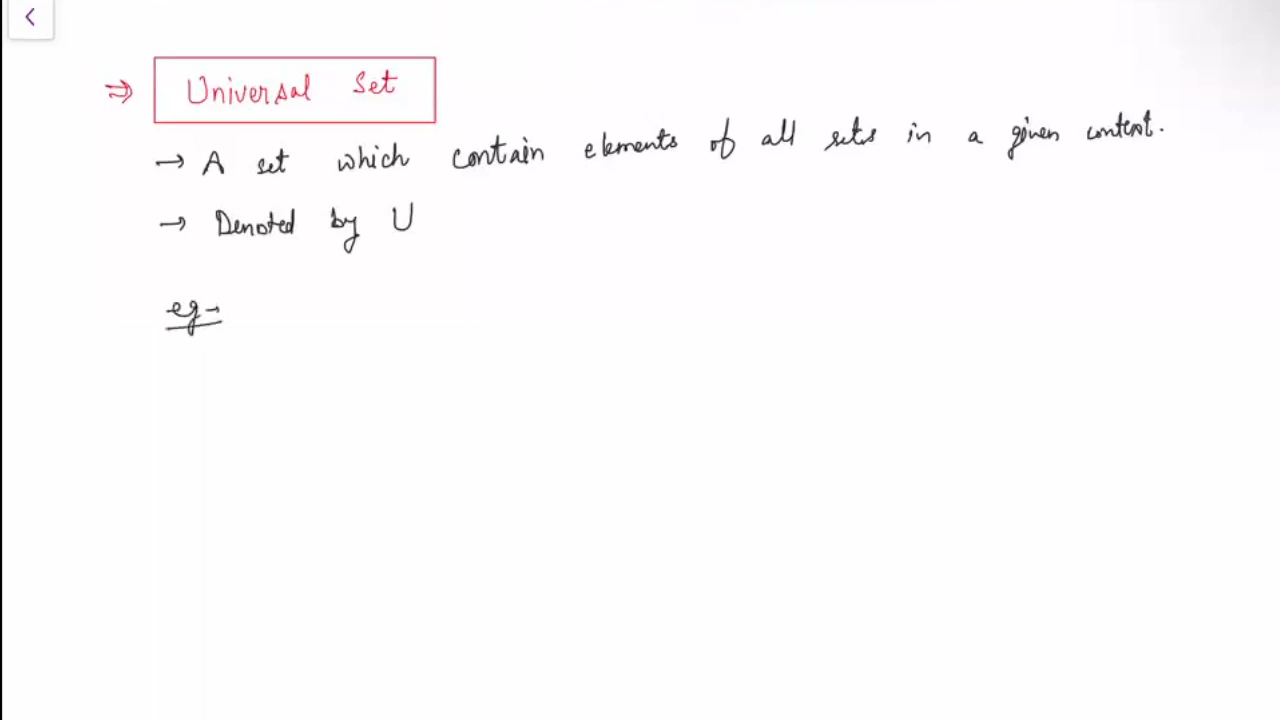 ⇒ Universal Set
→ A set which contain elements of all sets in a given context.
→ Denoted by U
eg→